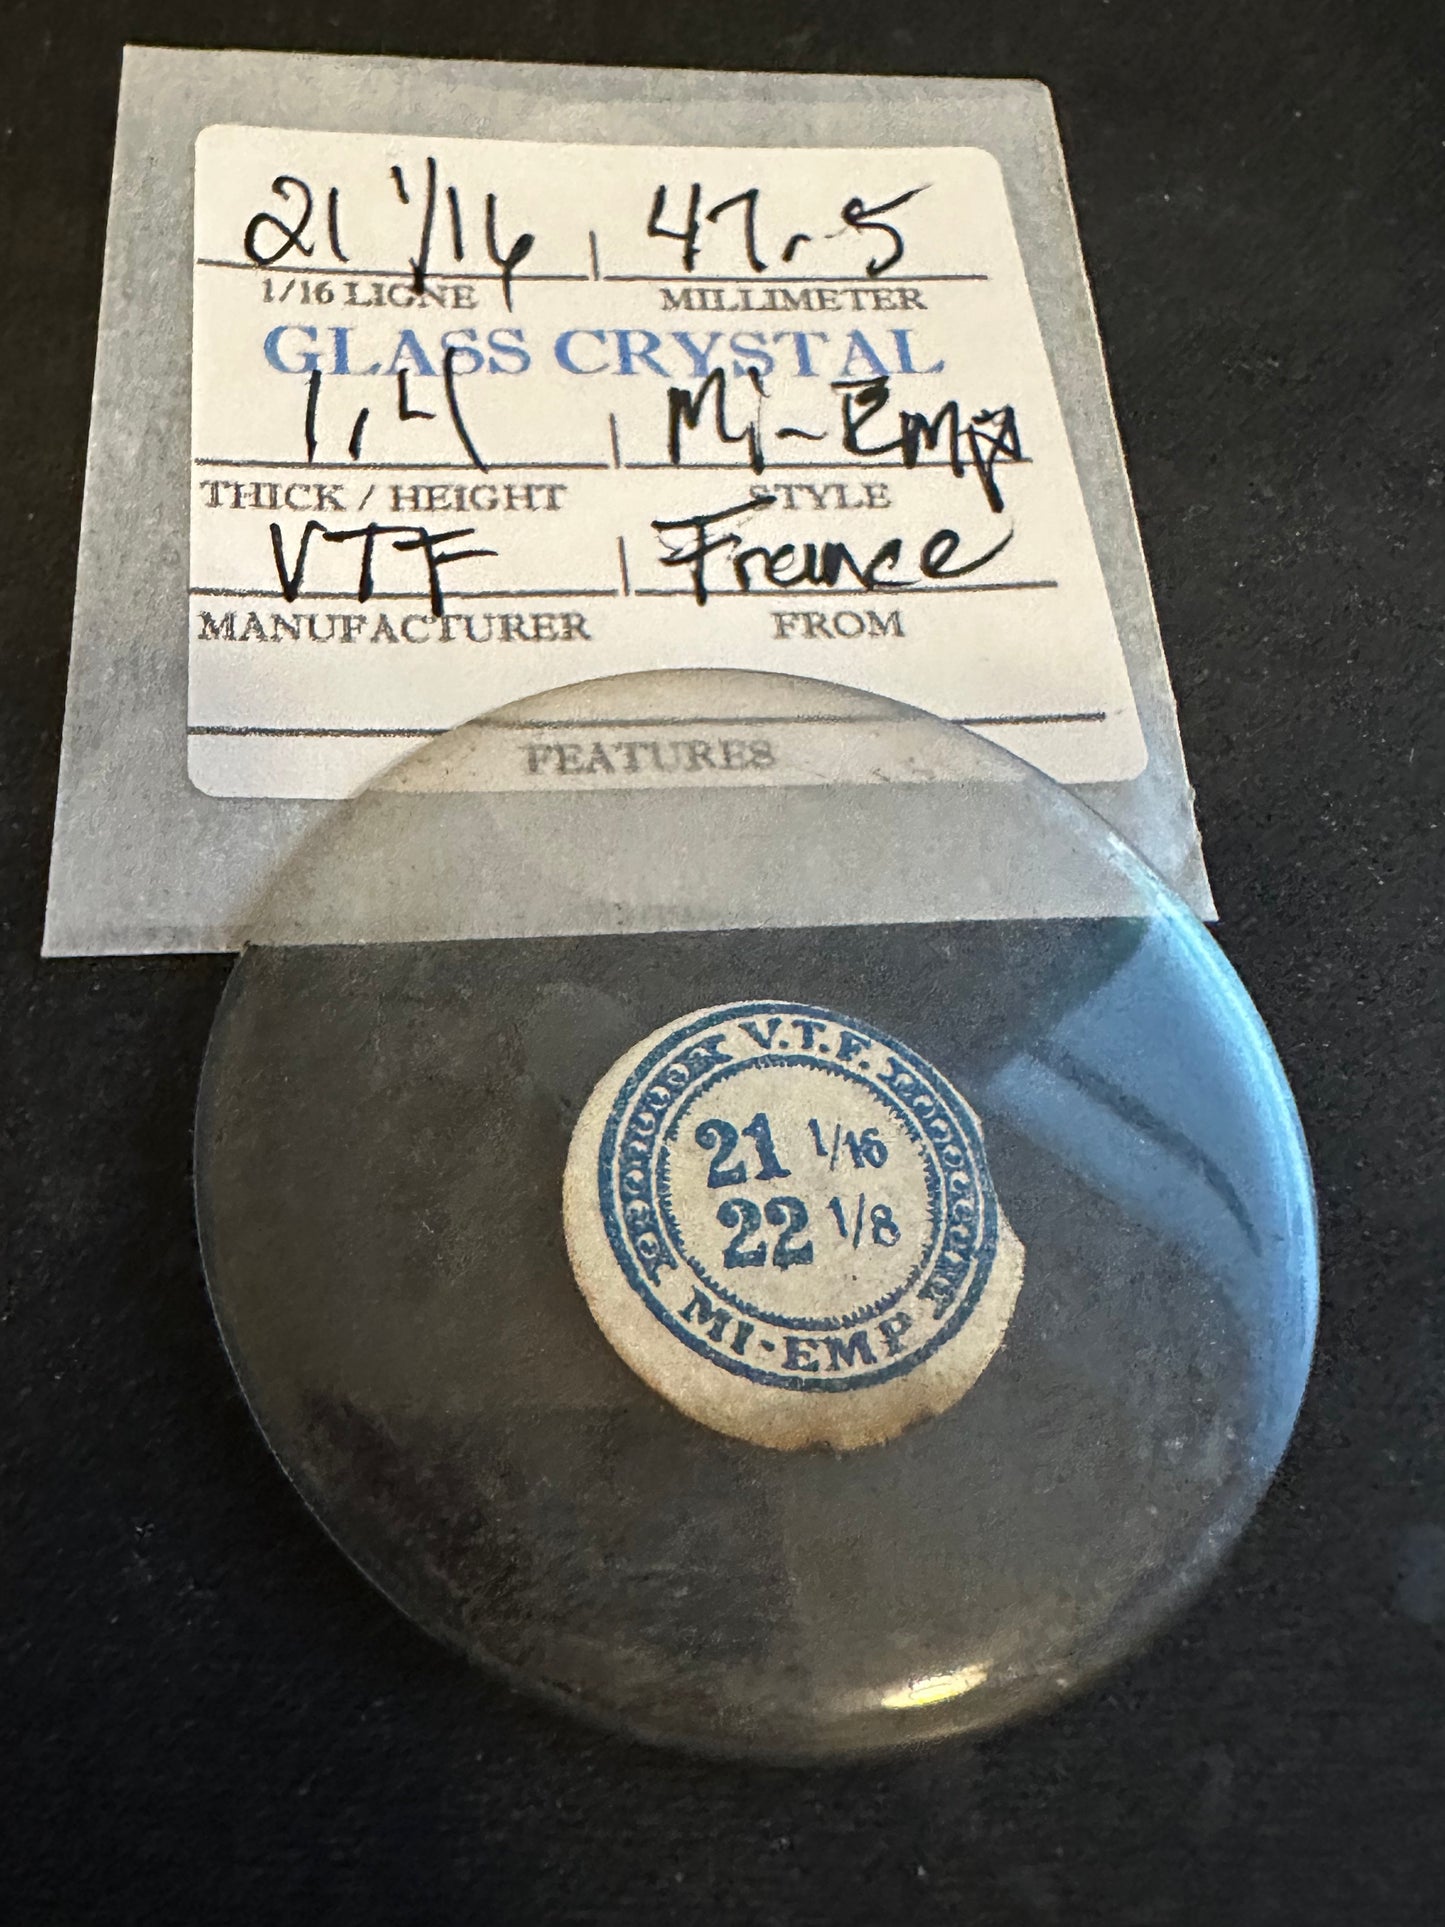 21 1/16 | 47.5
1/16 LIGNE MILLIMETER
GLASS CRYSTAL
1.4 | Mi-Emp
THICK / HEIGHT STYLE
VTF | France
MANUFACTURER FROM
FEATURES
V.T.F.
21 1/16
22 1/8
MI-EMP